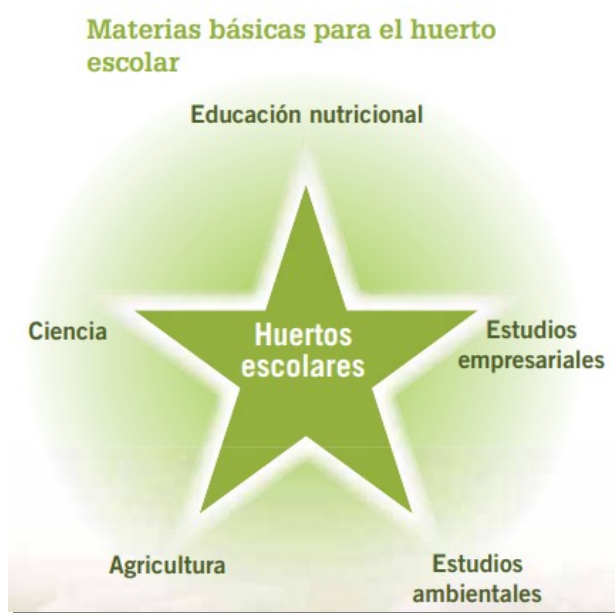 Materias básicas para el huerto
escolar
Educación nutricional
Ciencia
Huertos
escolares
Estudios
empresariales
Agricultura
Estudios
ambientales